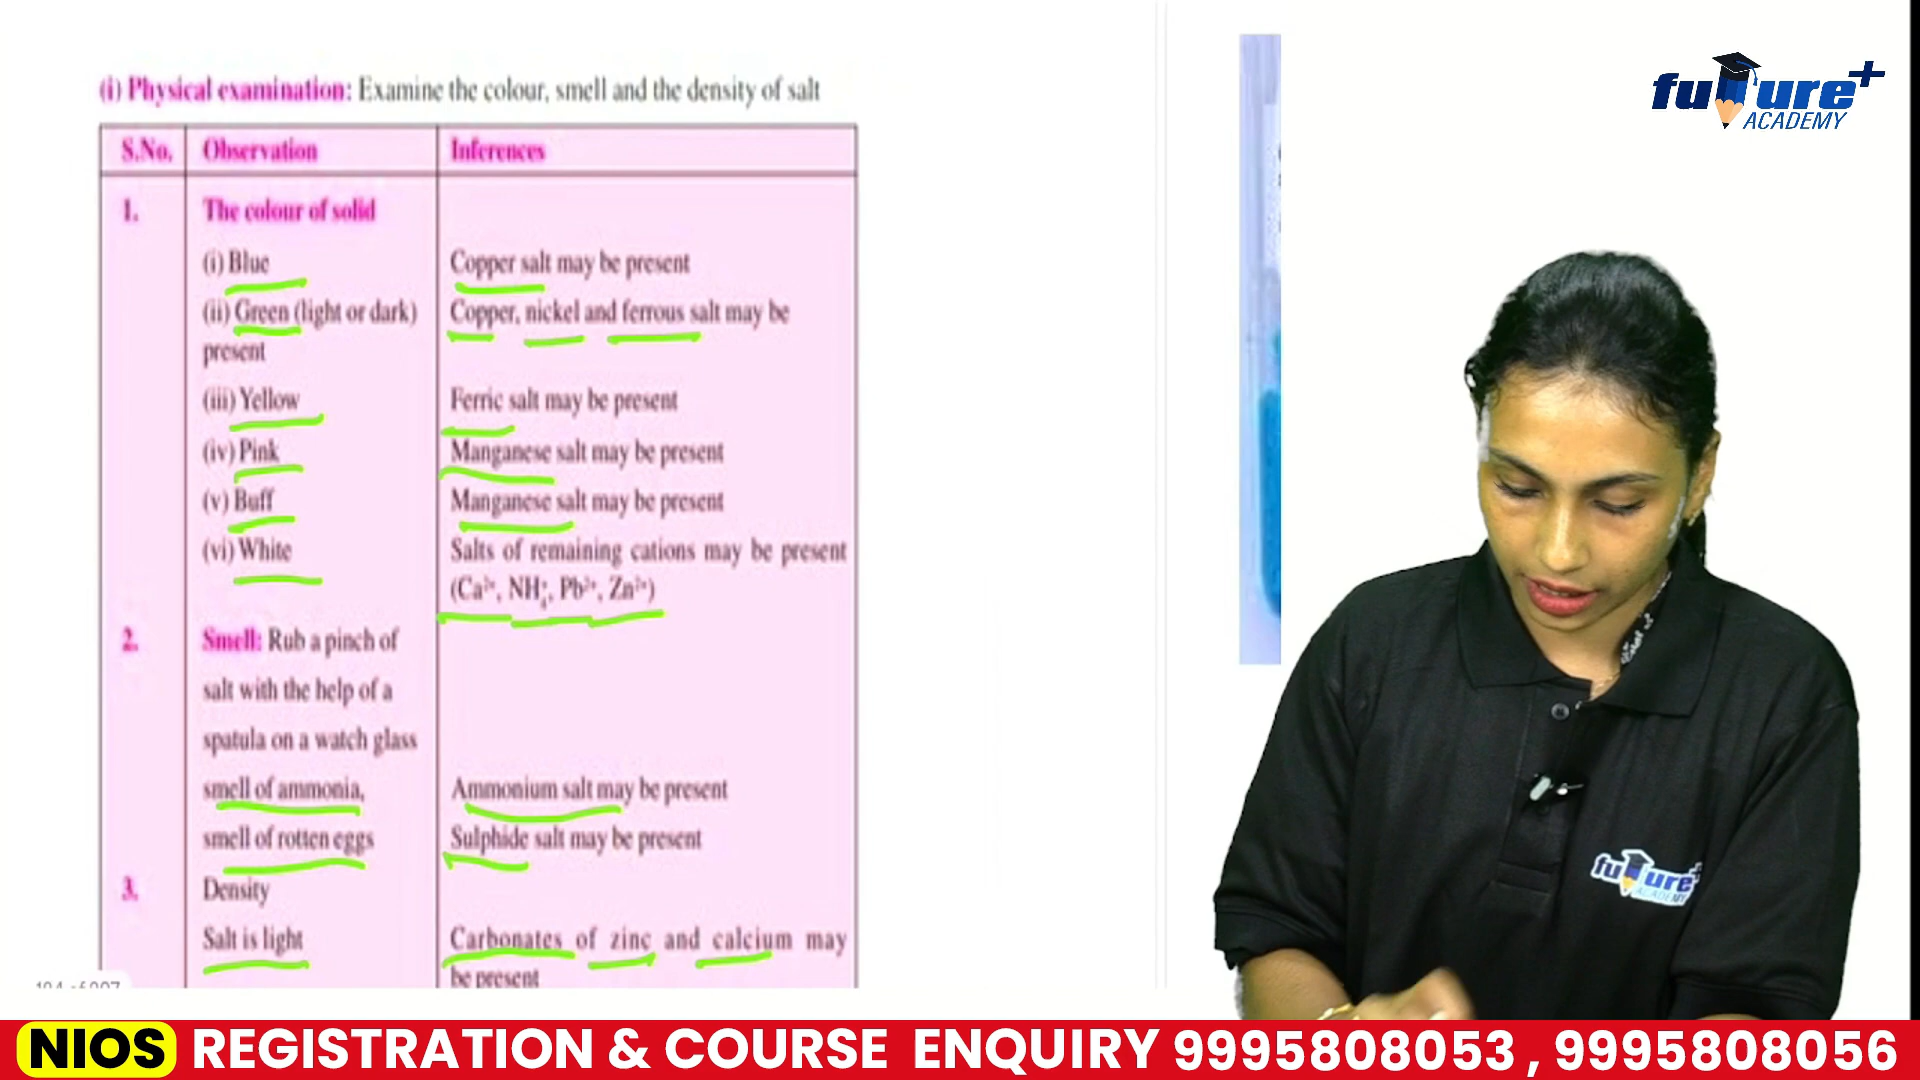 (i) Physical examination: Examine the colour, smell and the density of salt
S.No. Observation Inferences
1. The colour of solid
(i) Blue Copper salt may be present
(ii) Green (light or dark) Copper, nickel and ferrous salt may be
present
(iii) Yellow Ferric salt may be present
(iv) Pink Manganese salt may be present
(v) Buff Manganese salt may be present
(vi) White Salts of remaining cations may be present
(Ca²⁺, NH₄⁺, Pb²⁺, Zn²⁺)
2. Smell: Rub a pinch of
salt with the help of a
spatula on a watch glass
smell of ammonia, Ammonium salt may be present
smell of rotten eggs Sulphide salt may be present
3. Density
Salt is light Carbonates of zinc and calcium may
be present
future+
ACADEMY
future+
ACADEMY
NIOS REGISTRATION & COURSE ENQUIRY 9995808053 , 9995808056